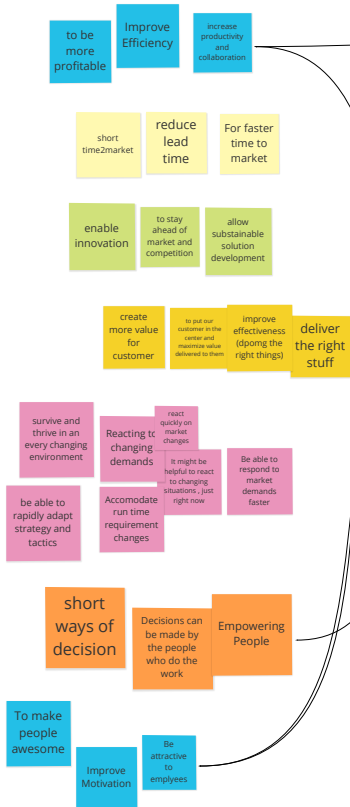 to be
more
profitable
Improve
Efficiency
increase
productivity
and
collaboration
short
time2market
reduce
lead
time
For faster
time to
market
enable
innovation
to stay
ahead of
market and
competition
allow
substainable
solution
development
create
more value
for
customer
to put our
customer in the
center and
maximize value
delivered to them
improve
effectiveness
(dpomg the
right things)
deliver
the right
stuff
survive and
thrive in an
every changing
environment
Reacting to
changing
demands
react
quickly on
market
changes
It might be
helpful to react
to changing
situations , just
right now
Be able to
respond to
market
demands
faster
be able to
rapidly adapt
strategy and
tactics
Accomodate
run time
requirement
changes
short
ways of
decision
Decisions can
be made by
the people
who do the
work
Empowering
People
To make
people
awesome
Improve
Motivation
Be
attractive
to
emplyees